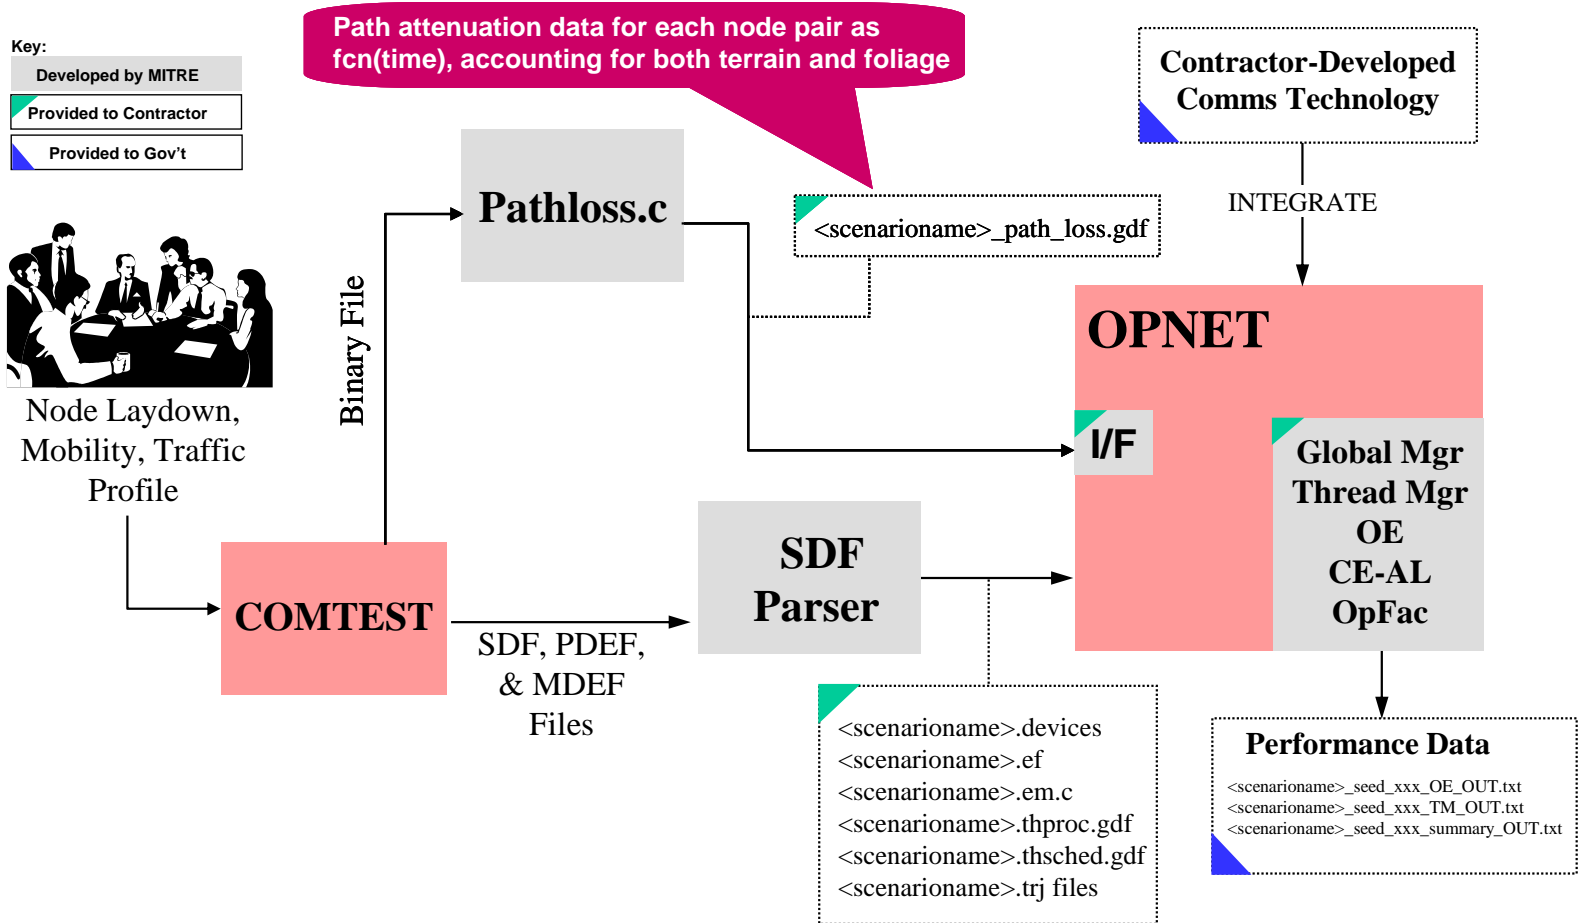 Key:
Developed by MITRE
Provided to Contractor
Provided to Gov't
Path attenuation data for each node pair as
fcn(time), accounting for both terrain and foliage
Contractor-Developed
Comms Technology
INTEGRATE
Pathloss.c
<scenarioname>_path_loss.gdf
Binary File
Node Laydown,
Mobility, Traffic
Profile
OPNET
I/F
Global Mgr
Thread Mgr
OE
CE-AL
OpFac
COMTEST
SDF, PDEF,
& MDEF
Files
SDF
Parser
<scenarioname>.devices
<scenarioname>.ef
<scenarioname>.em.c
<scenarioname>.thproc.gdf
<scenarioname>.thsched.gdf
<scenarioname>.trj files
Performance Data
<scenarioname>_seed_xxx_OE_OUT.txt
<scenarioname>_seed_xxx_TM_OUT.txt
<scenarioname>_seed_xxx_summary_OUT.txt